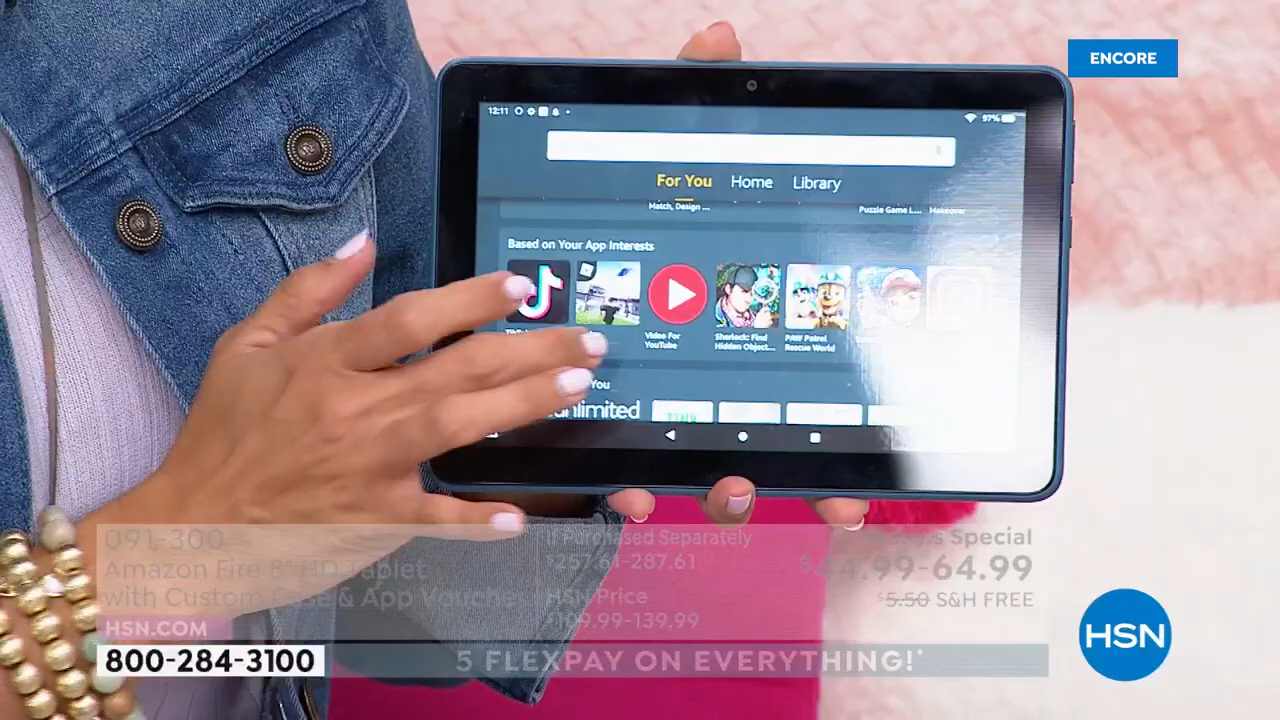 ENCORE
12:11
97%
For You Home Library
Match, Design ...
Puzzle Game L... Makeover
Based on Your App Interests
Video For
YouTube
Sherlock: Find
Hidden Object...
PAW Patrol
Rescue World
You
unlimited
091-300
Amazon Fire 8" HD Tablet
with Custom Case & App Voucher
HSN.COM
800-284-3100
If Purchased Separately
$257.61-287.61
HSN Price
$109.99-139.99
Today's Special
$44.99-64.99
$5.50 S&H FREE
5 FLEXPAY ON EVERYTHING!*
HSN